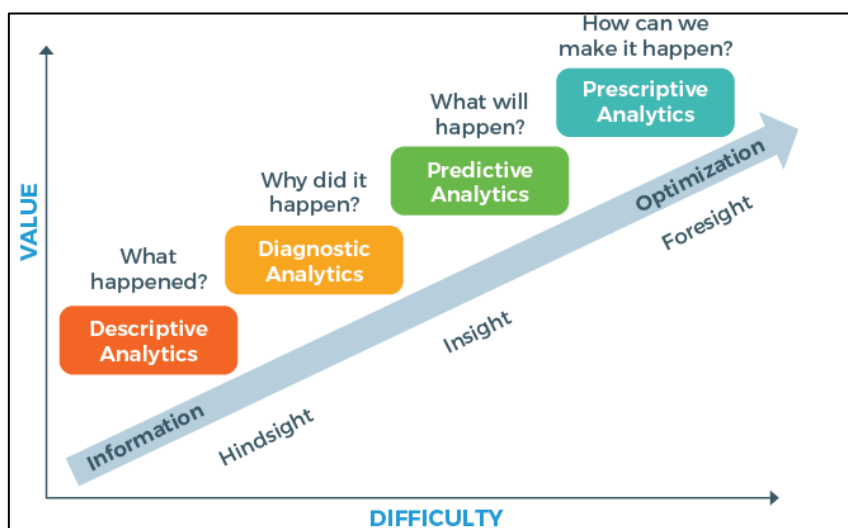 How can we
make it happen?
Prescriptive
Analytics
What will
happen?
Predictive
Analytics
Why did it
happen?
Diagnostic
Analytics
What
happened?
Descriptive
Analytics
Information
Hindsight
Insight
Optimization
Foresight
VALUE
DIFFICULTY